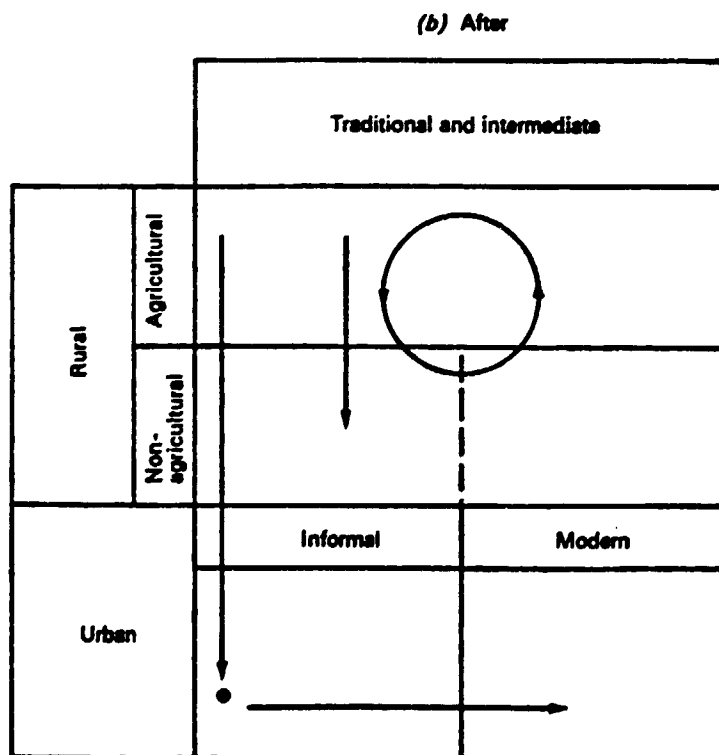 (b) After
Traditional and intermediate
Rural
Agricultural
Non-
agricultural
Informal
Modern
Urban